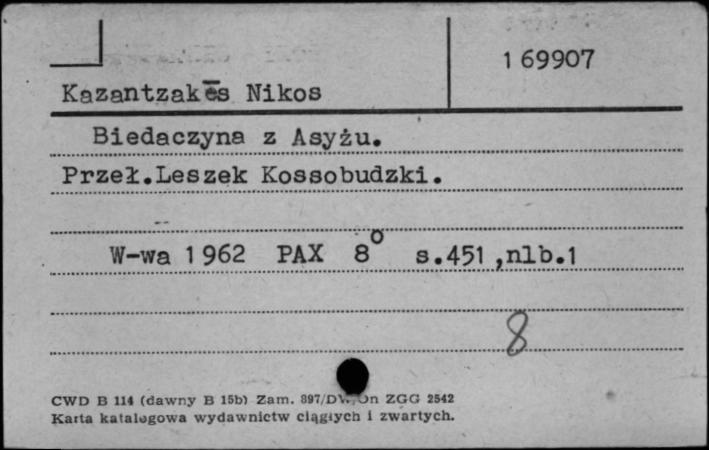 1 69907
Kazantzakēs Nikos
Biedaczyna z Asyżu.
Przeł.Leszek Kossobudzki.
W-wa 1962 PAX 8° s.451,nlb.1
8
CWD B 114 (dawny B 15b) Zam. 897/DW. On ZGG 2542
Karta katalogowa wydawnictw ciągłych i zwartych.